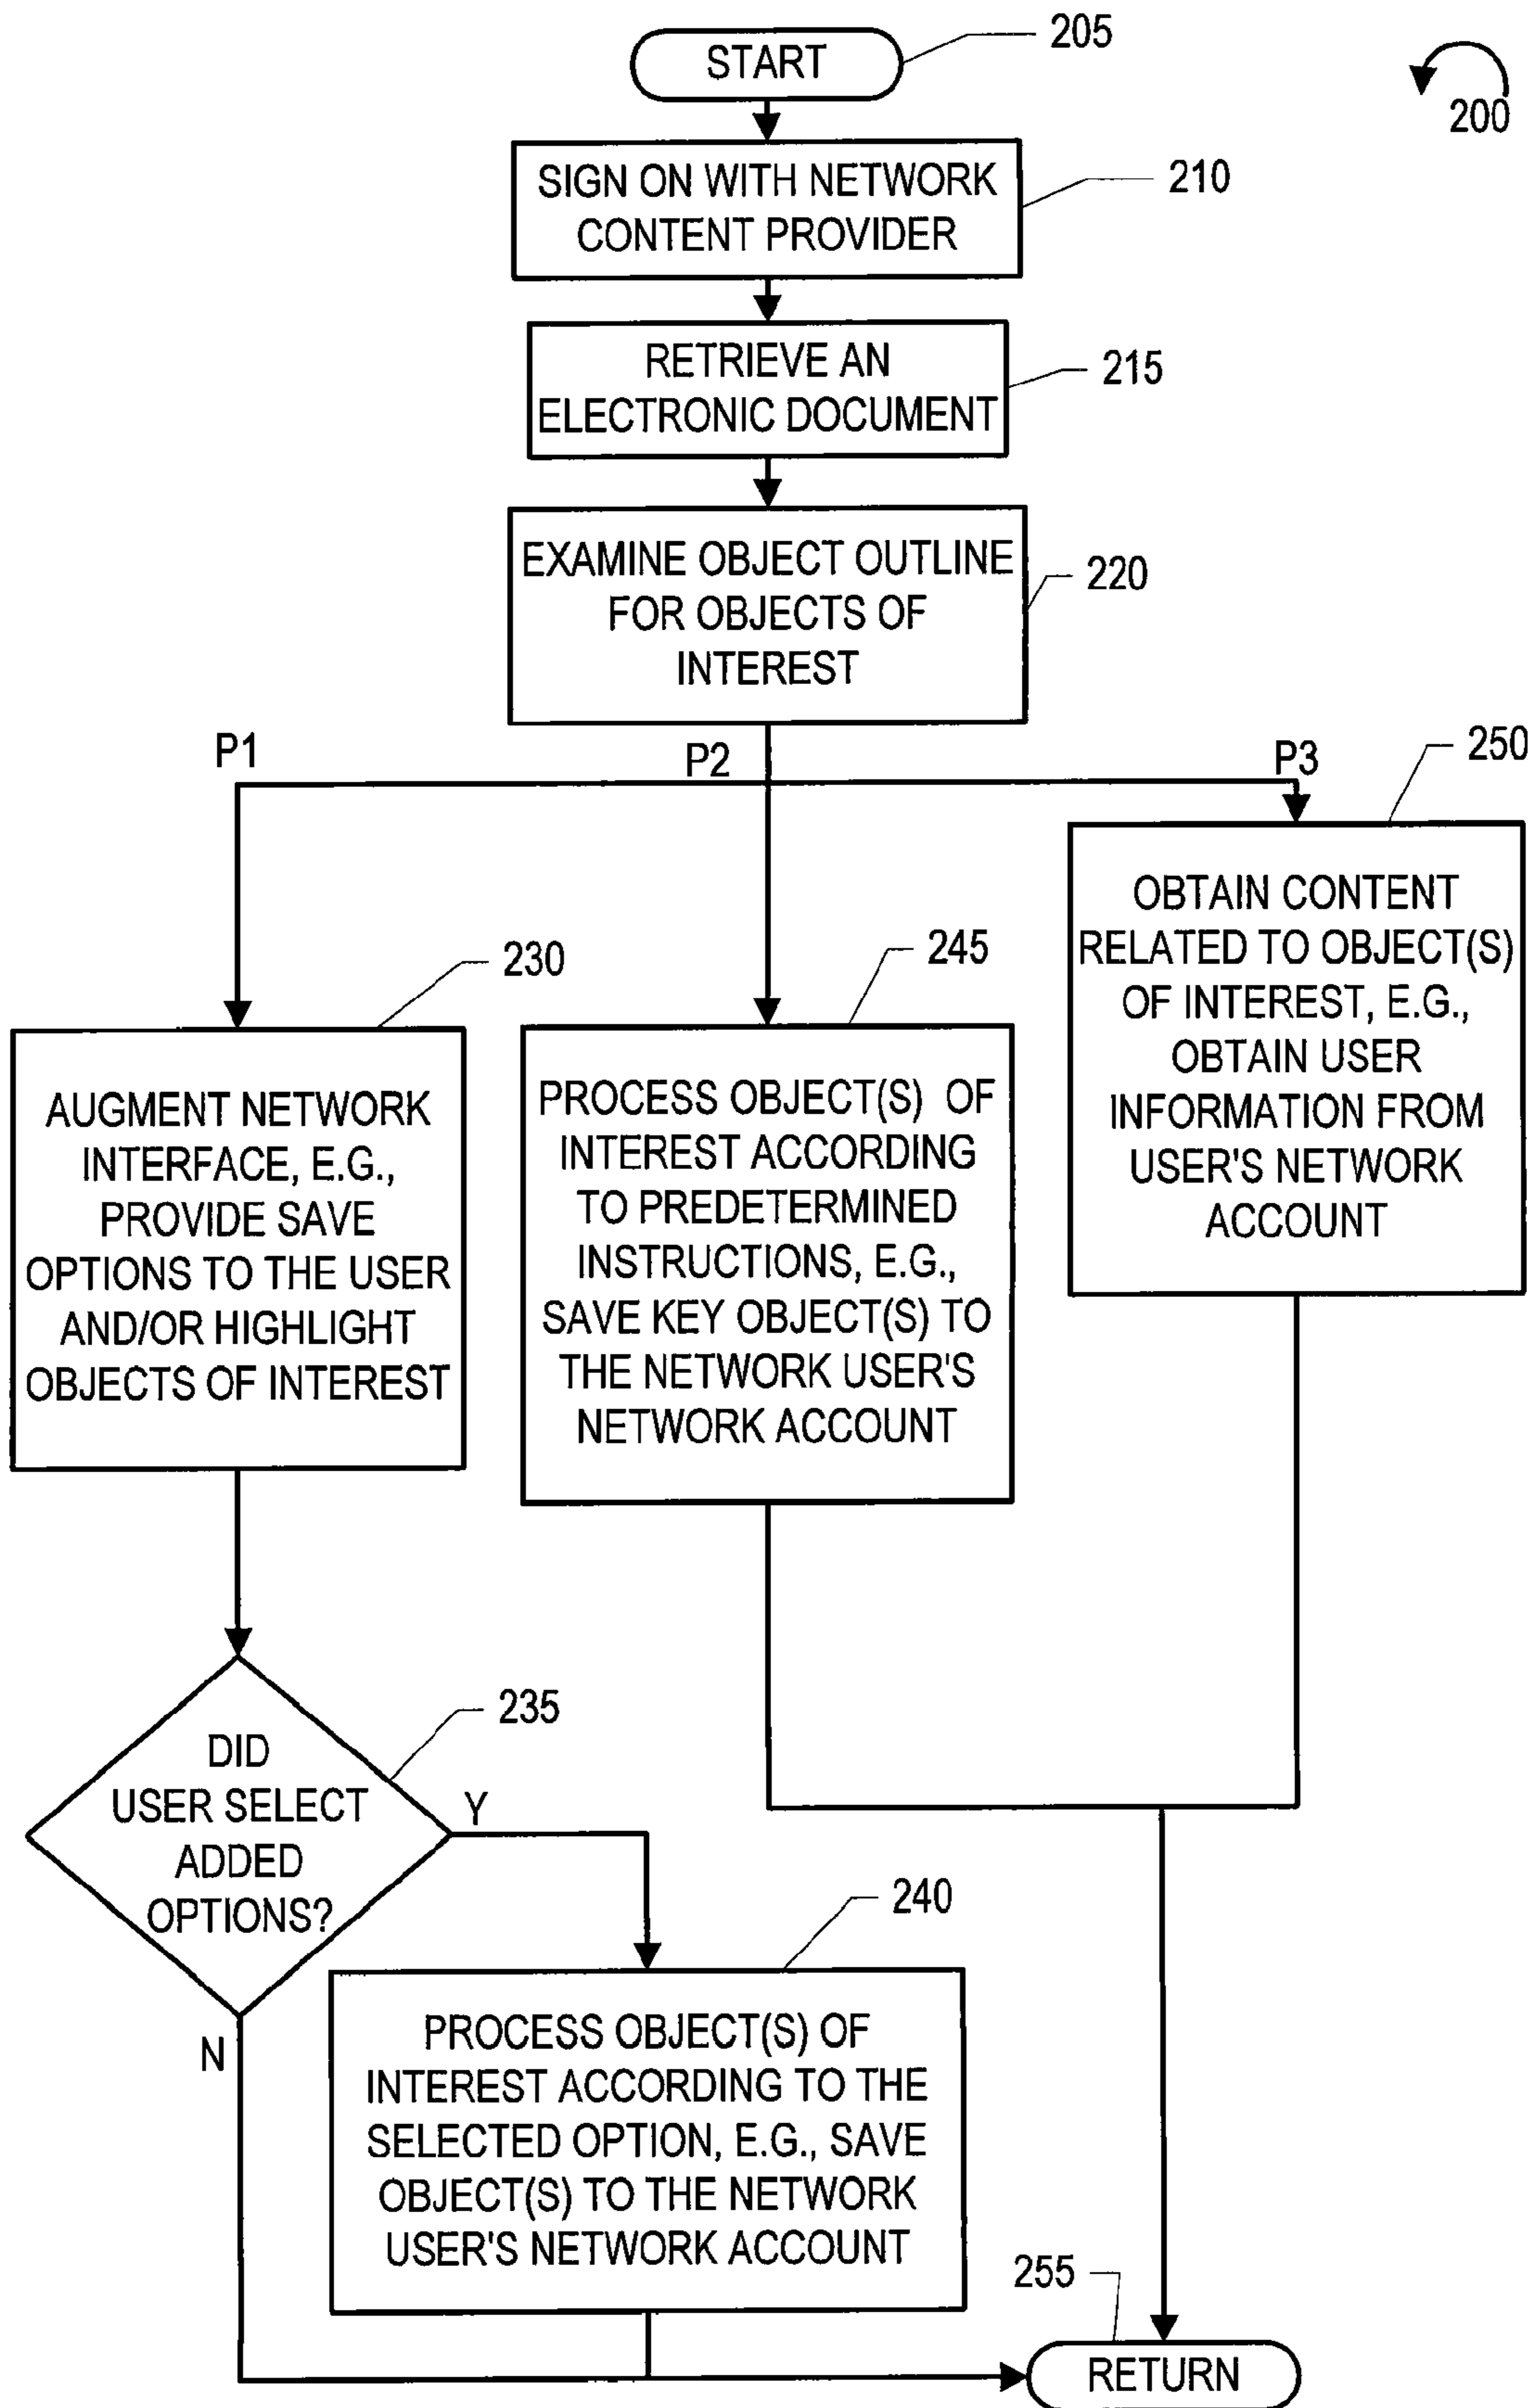 START
205
200
SIGN ON WITH NETWORK
CONTENT PROVIDER
210
RETRIEVE AN
ELECTRONIC DOCUMENT
215
EXAMINE OBJECT OUTLINE
FOR OBJECTS OF
INTEREST
220
P1
P2
P3
250
OBTAIN CONTENT
RELATED TO OBJECT(S)
OF INTEREST, E.G.,
OBTAIN USER
INFORMATION FROM
USER'S NETWORK
ACCOUNT
230
AUGMENT NETWORK
INTERFACE, E.G.,
PROVIDE SAVE
OPTIONS TO THE USER
AND/OR HIGHLIGHT
OBJECTS OF INTEREST
245
PROCESS OBJECT(S) OF
INTEREST ACCORDING
TO PREDETERMINED
INSTRUCTIONS, E.G.,
SAVE KEY OBJECT(S) TO
THE NETWORK USER'S
NETWORK ACCOUNT
235
DID
USER SELECT
ADDED
OPTIONS?
Y
N
240
PROCESS OBJECT(S) OF
INTEREST ACCORDING TO THE
SELECTED OPTION, E.G., SAVE
OBJECT(S) TO THE NETWORK
USER'S NETWORK ACCOUNT
255
RETURN